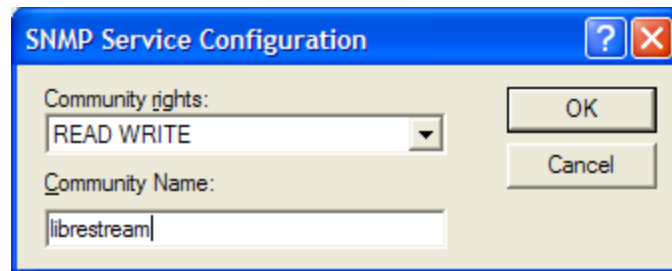 SNMP Service Configuration
?
Community rights:
READ WRITE
OK
Cancel
Community Name:
librestream